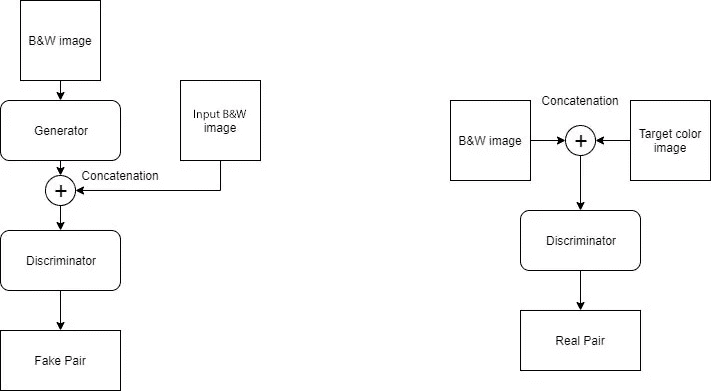 B&W image
Generator
Input B&W
image
Concatenation
+
Discriminator
Fake Pair
Concatenation
B&W image
+
Target color
image
Discriminator
Real Pair